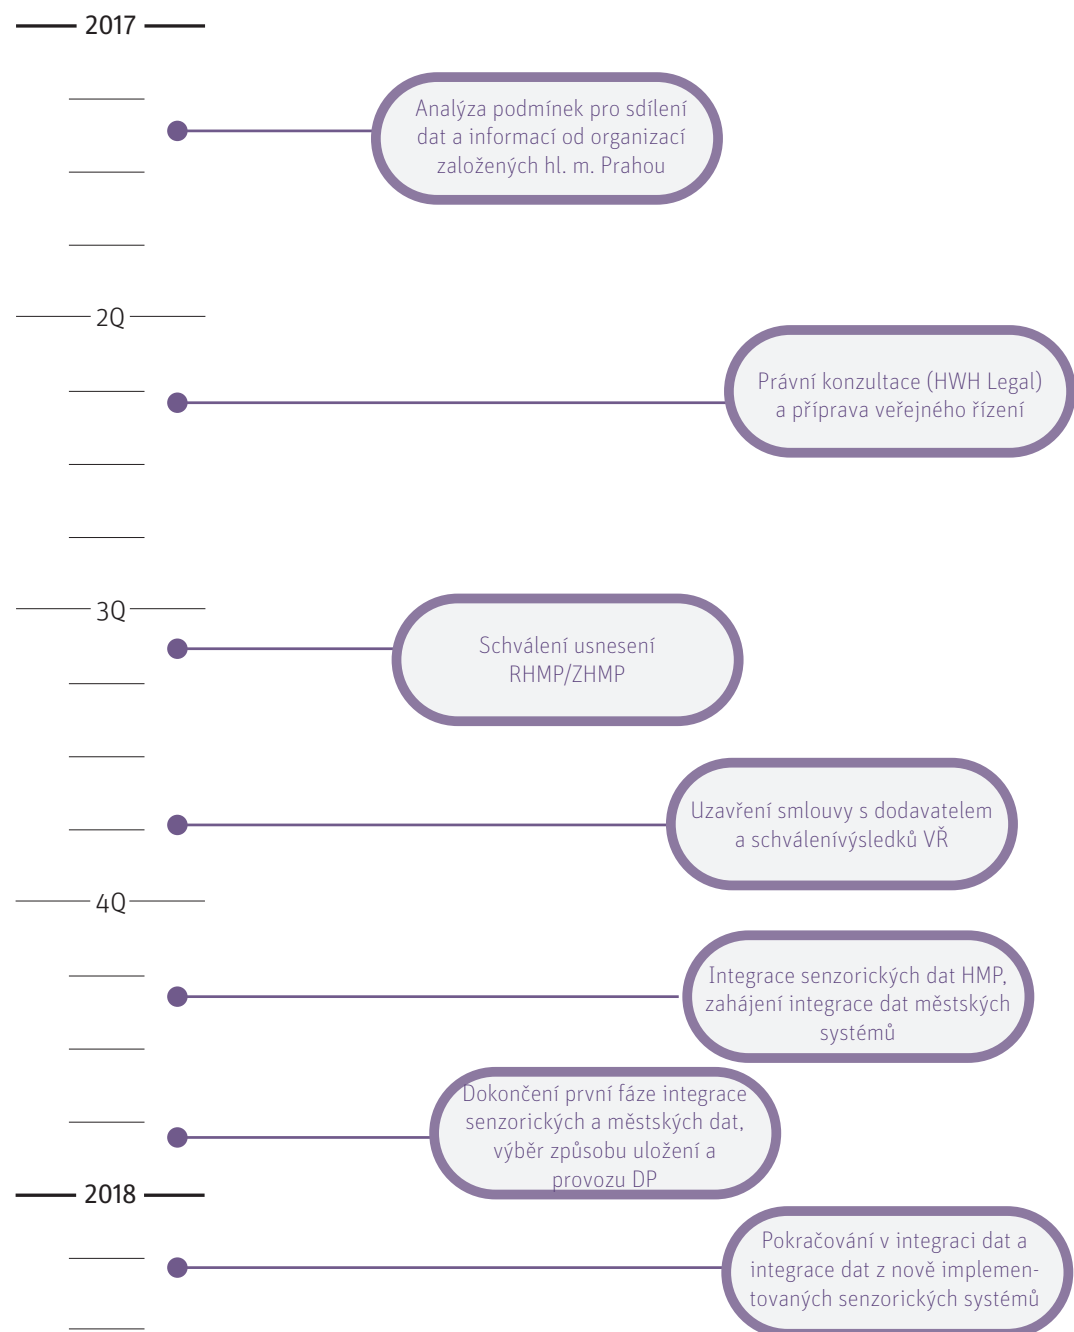 2017
Analýza podmínek pro sdílení
dat a informací od organizací
založených hl. m. Prahou
2Q
Právní konzultace (HWH Legal)
a příprava veřejného řízení
3Q
Schválení usnesení
RHMP/ZHMP
Uzavření smlouvy s dodavatelem
a schválenívýsledků VŘ
4Q
Integrace senzorických dat HMP,
zahájení integrace dat městských
systémů
Dokončení první fáze integrace
senzorických a městských dat,
výběr způsobu uložení a
provozu DP
2018
Pokračování v integraci dat a
integrace dat z nově implemen-
tovaných senzorických systémů